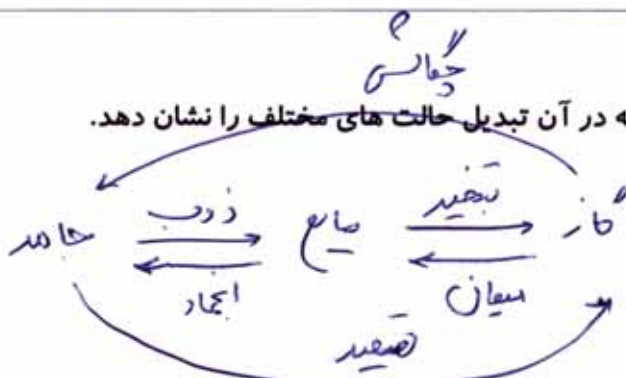 چگالش
ه در آن تبدیل حالت های مختلف را نشان دهد.
جامد ذوب مایع تبخیر گاز
انجماد میعان
تصعید